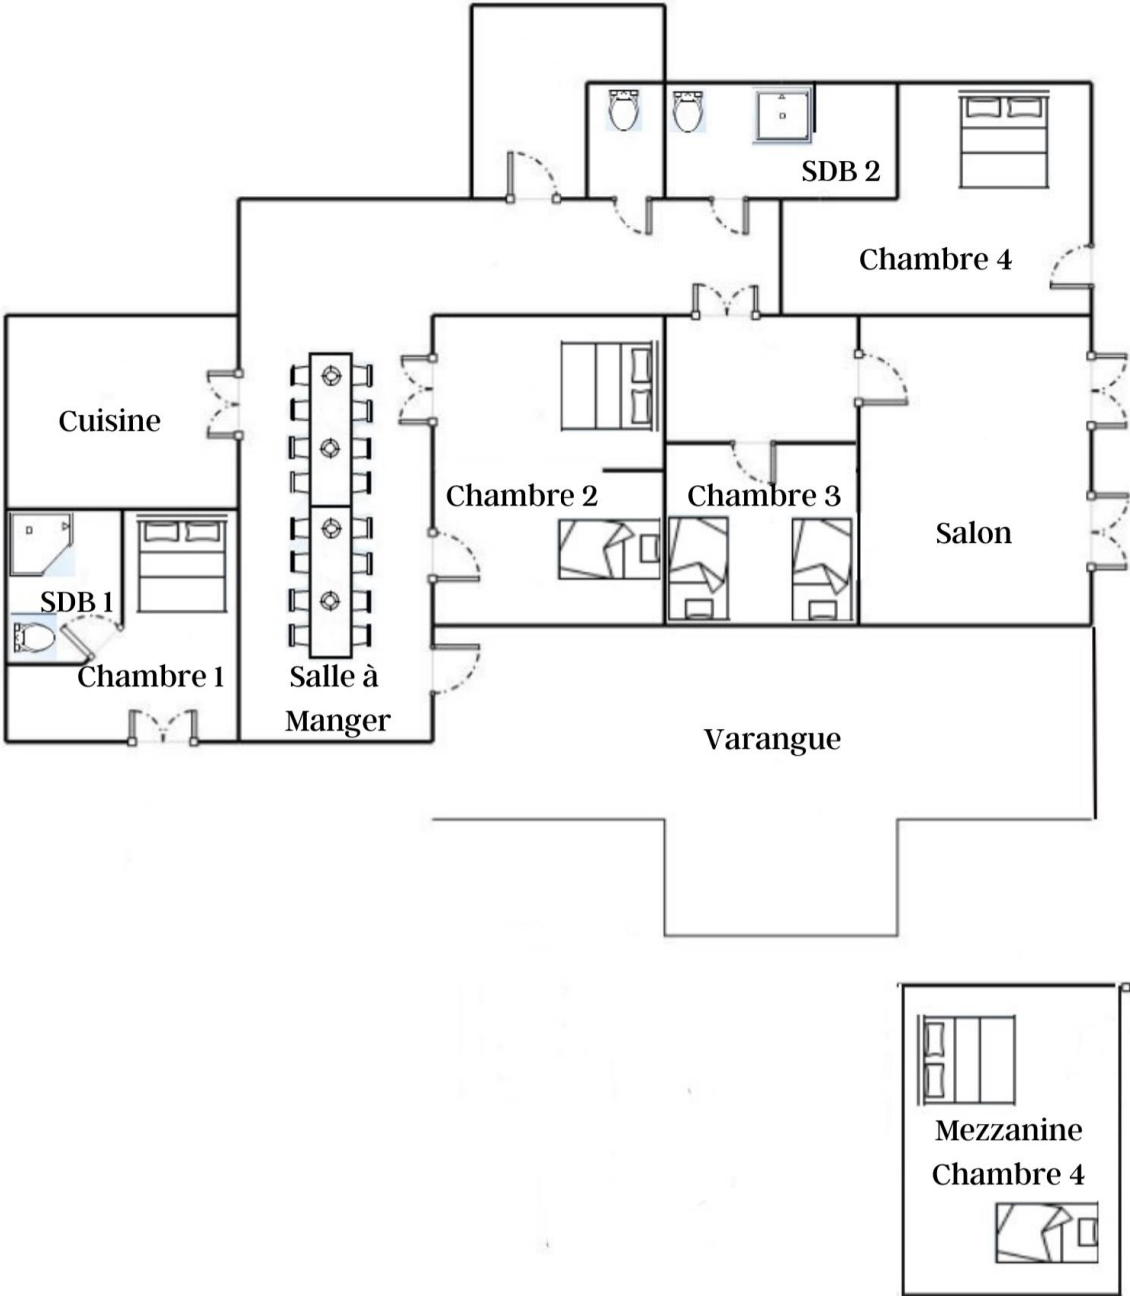 SDB 2
Chambre 4
Cuisine
Chambre 2
Chambre 3
Salon
SDB 1
Chambre 1
Salle à
Manger
Varangue
Mezzanine
Chambre 4